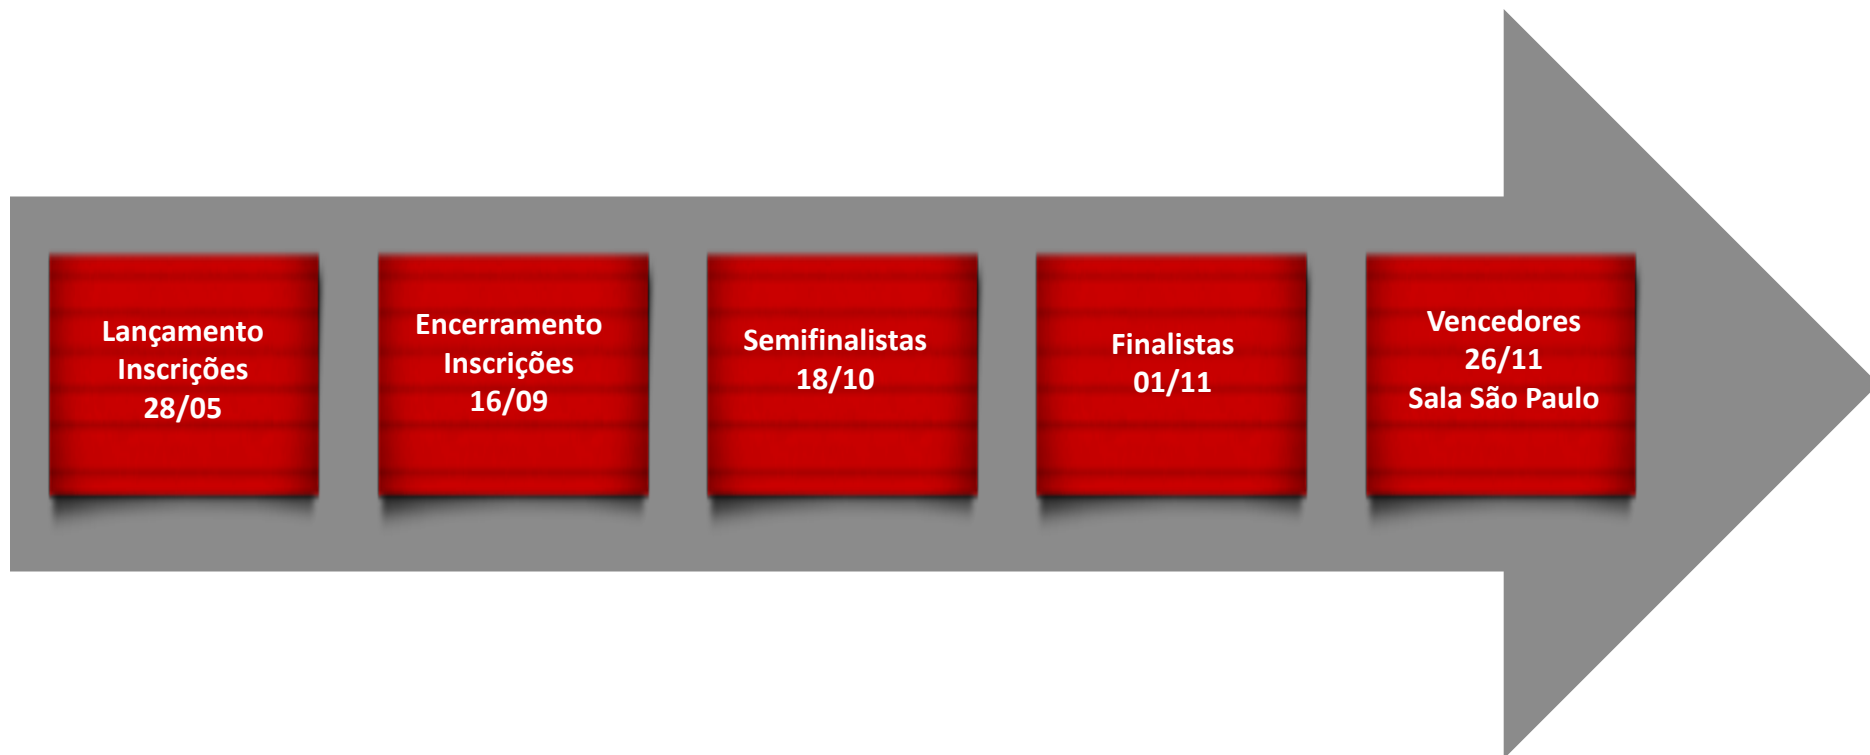 Lançamento
Inscrições
28/05
Encerramento
Inscrições
16/09
Semifinalistas
18/10
Finalistas
01/11
Vencedores
26/11
Sala São Paulo